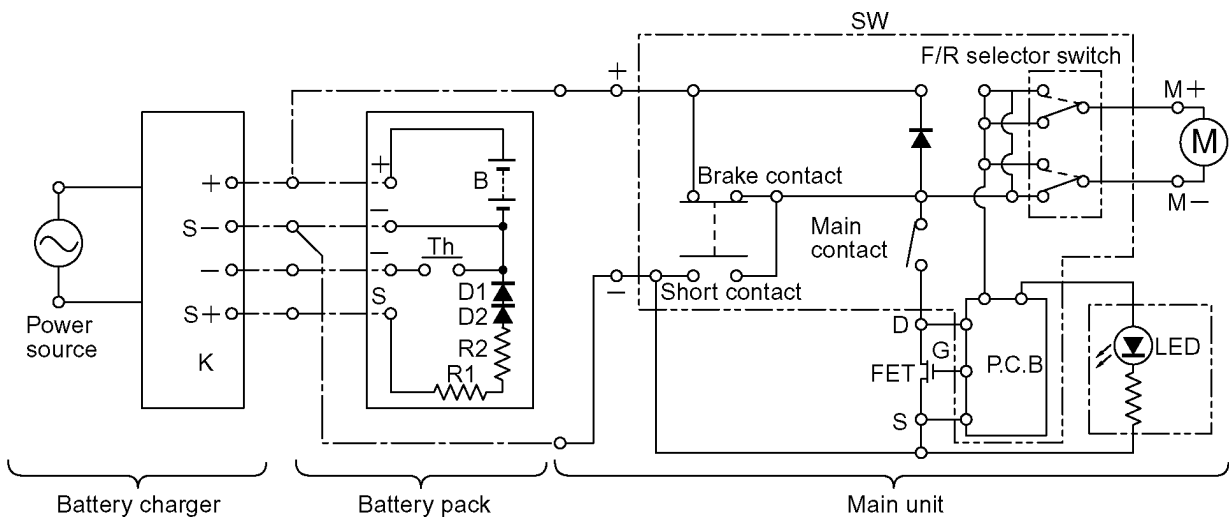 SW
F/R selector switch
+
M+
M
M−
+
B
Brake contact
+
−
S−
Main
contact
Th
−
−
−
Short contact
S
D1
S+
D2
Power
source
K
R2
R1
D
G
FET
S
P.C.B
LED
Battery charger
Battery pack
Main unit